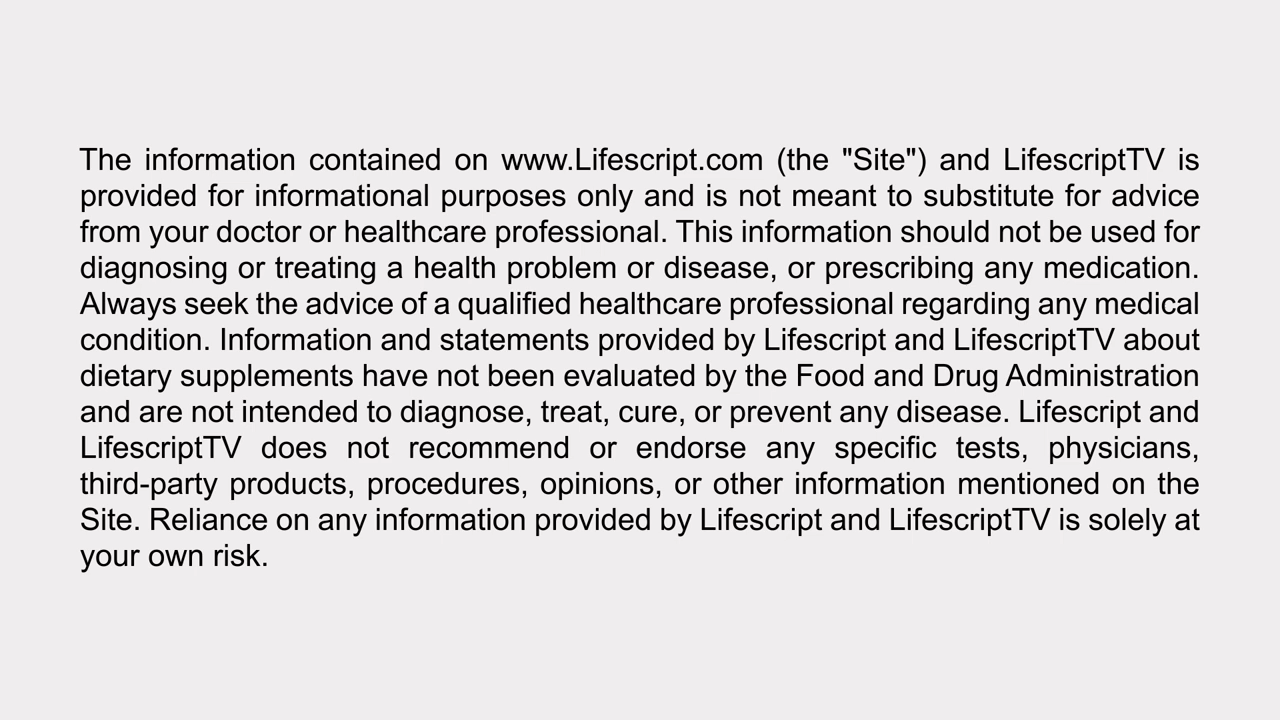 The information contained on www.Lifescript.com (the "Site") and LifescriptTV is
provided for informational purposes only and is not meant to substitute for advice
from your doctor or healthcare professional. This information should not be used for
diagnosing or treating a health problem or disease, or prescribing any medication.
Always seek the advice of a qualified healthcare professional regarding any medical
condition. Information and statements provided by Lifescript and LifescriptTV about
dietary supplements have not been evaluated by the Food and Drug Administration
and are not intended to diagnose, treat, cure, or prevent any disease. Lifescript and
LifescriptTV does not recommend or endorse any specific tests, physicians,
third-party products, procedures, opinions, or other information mentioned on the
Site. Reliance on any information provided by Lifescript and LifescriptTV is solely at
your own risk.